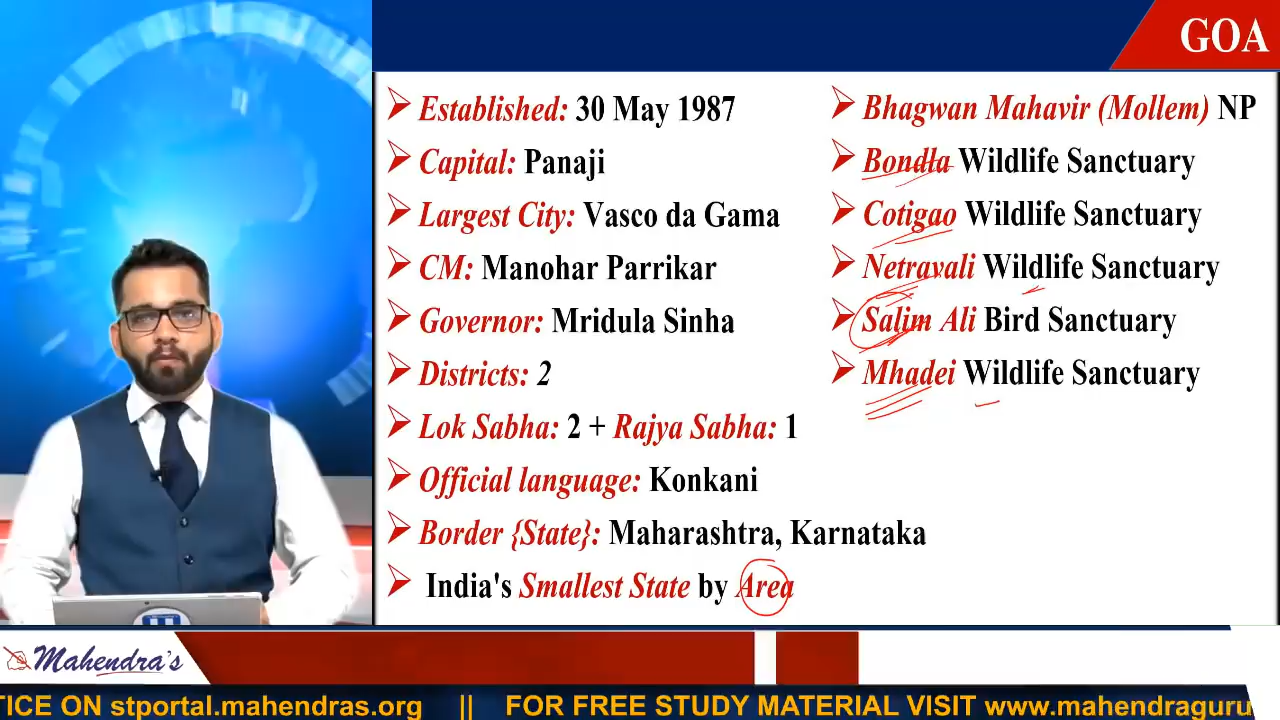 GOA
Established: 30 May 1987
Capital: Panaji
Largest City: Vasco da Gama
CM: Manohar Parrikar
Governor: Mridula Sinha
Districts: 2
Lok Sabha: 2 + Rajya Sabha: 1
Official language: Konkani
Border {State}: Maharashtra, Karnataka
India's Smallest State by Area
Bhagwan Mahavir (Mollem) NP
Bondla Wildlife Sanctuary
Cotigao Wildlife Sanctuary
Netravali Wildlife Sanctuary
Salim Ali Bird Sanctuary
Mhadei Wildlife Sanctuary
Mahendra's
TICE ON stportal.mahendras.org || FOR FREE STUDY MATERIAL VISIT www.mahendraguru